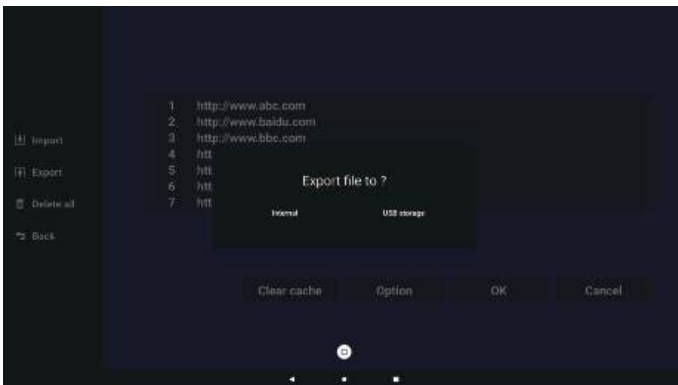 1 http://www.abc.com
2 http://www.baidu.com
3 http://www.bbc.com
4 htt
5 htt
6 htt
7 htt
Import
Export
Delete all
Back
Export file to ?
Internal USB storage
Clear cache Option OK Cancel